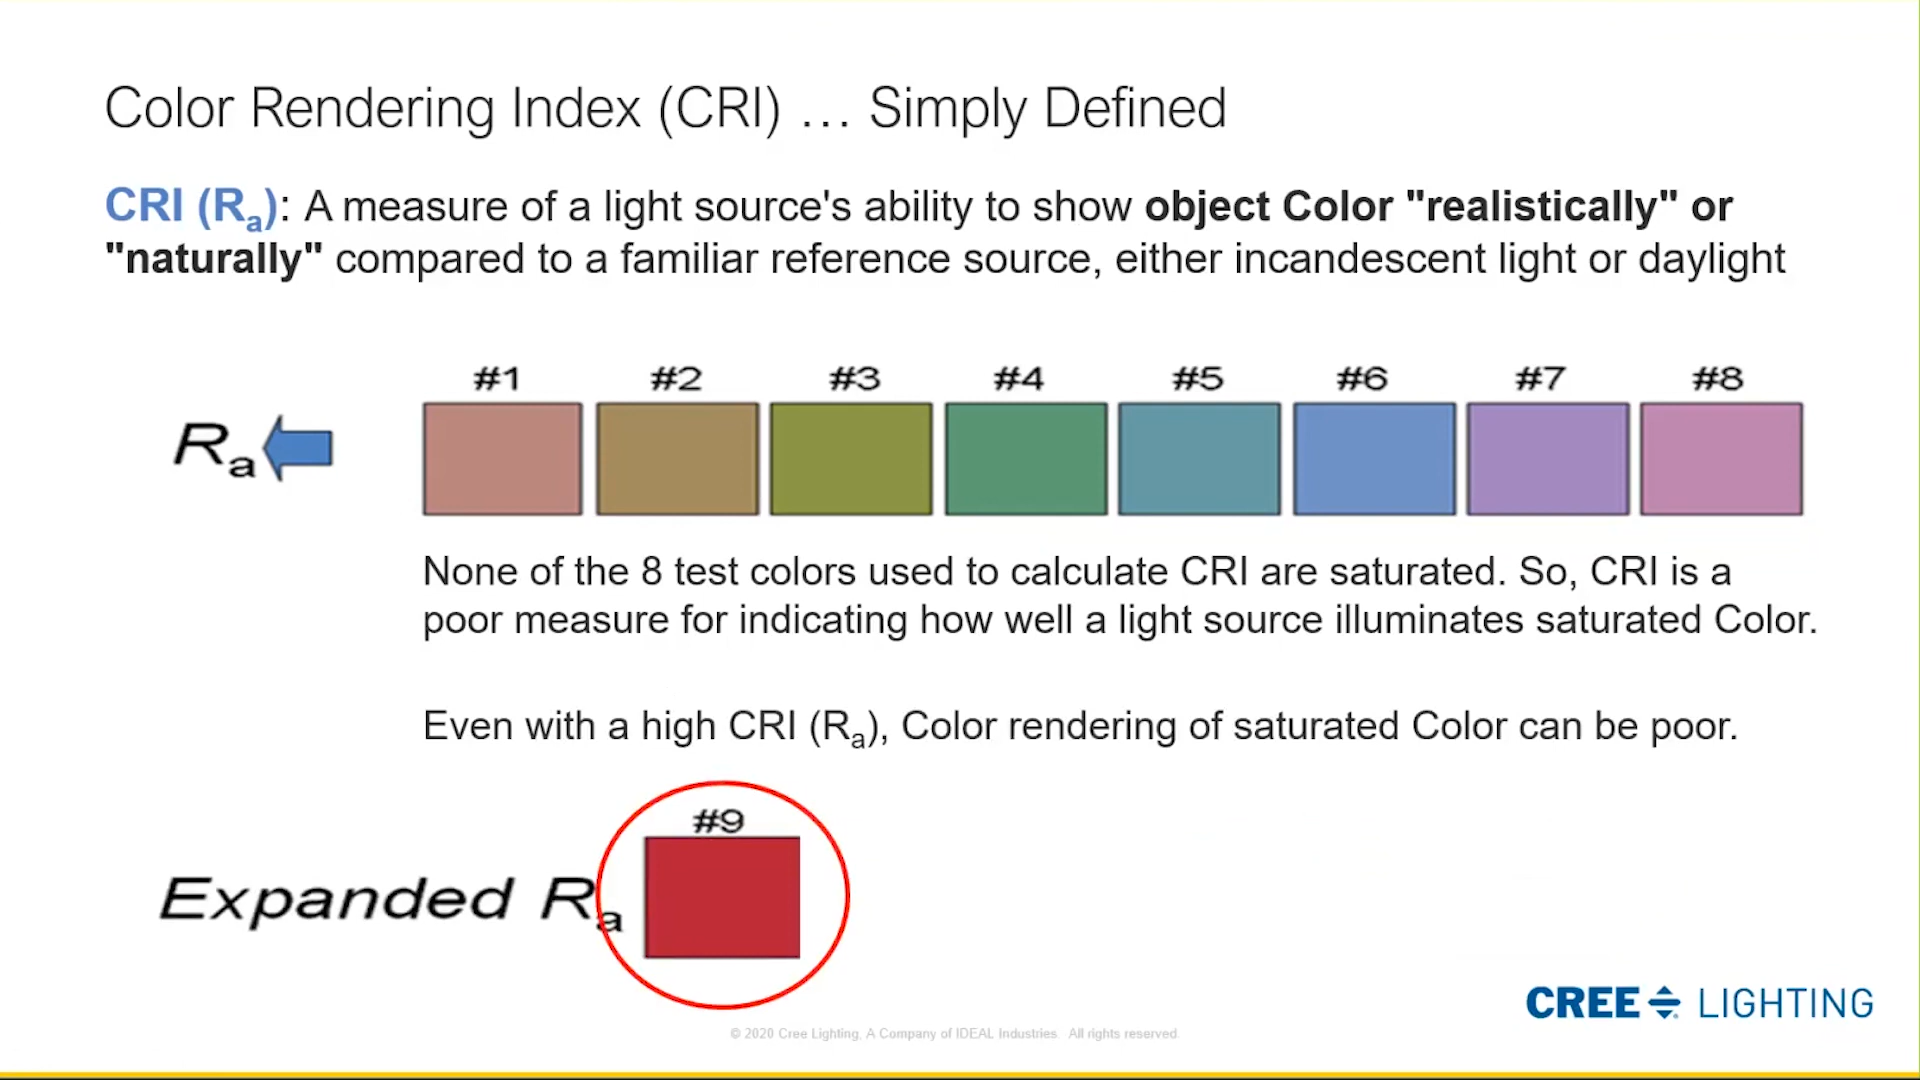 Color Rendering Index (CRI) … Simply Defined
CRI (Ra): A measure of a light source's ability to show object Color "realistically" or
"naturally" compared to a familiar reference source, either incandescent light or daylight
#1 #2 #3 #4 #5 #6 #7 #8
Ra
None of the 8 test colors used to calculate CRI are saturated. So, CRI is a
poor measure for indicating how well a light source illuminates saturated Color.
Even with a high CRI (Ra), Color rendering of saturated Color can be poor.
#9
Expanded Ra
CREE LIGHTING
© 2020 Cree Lighting, A Company of IDEAL Industries. All rights reserved.